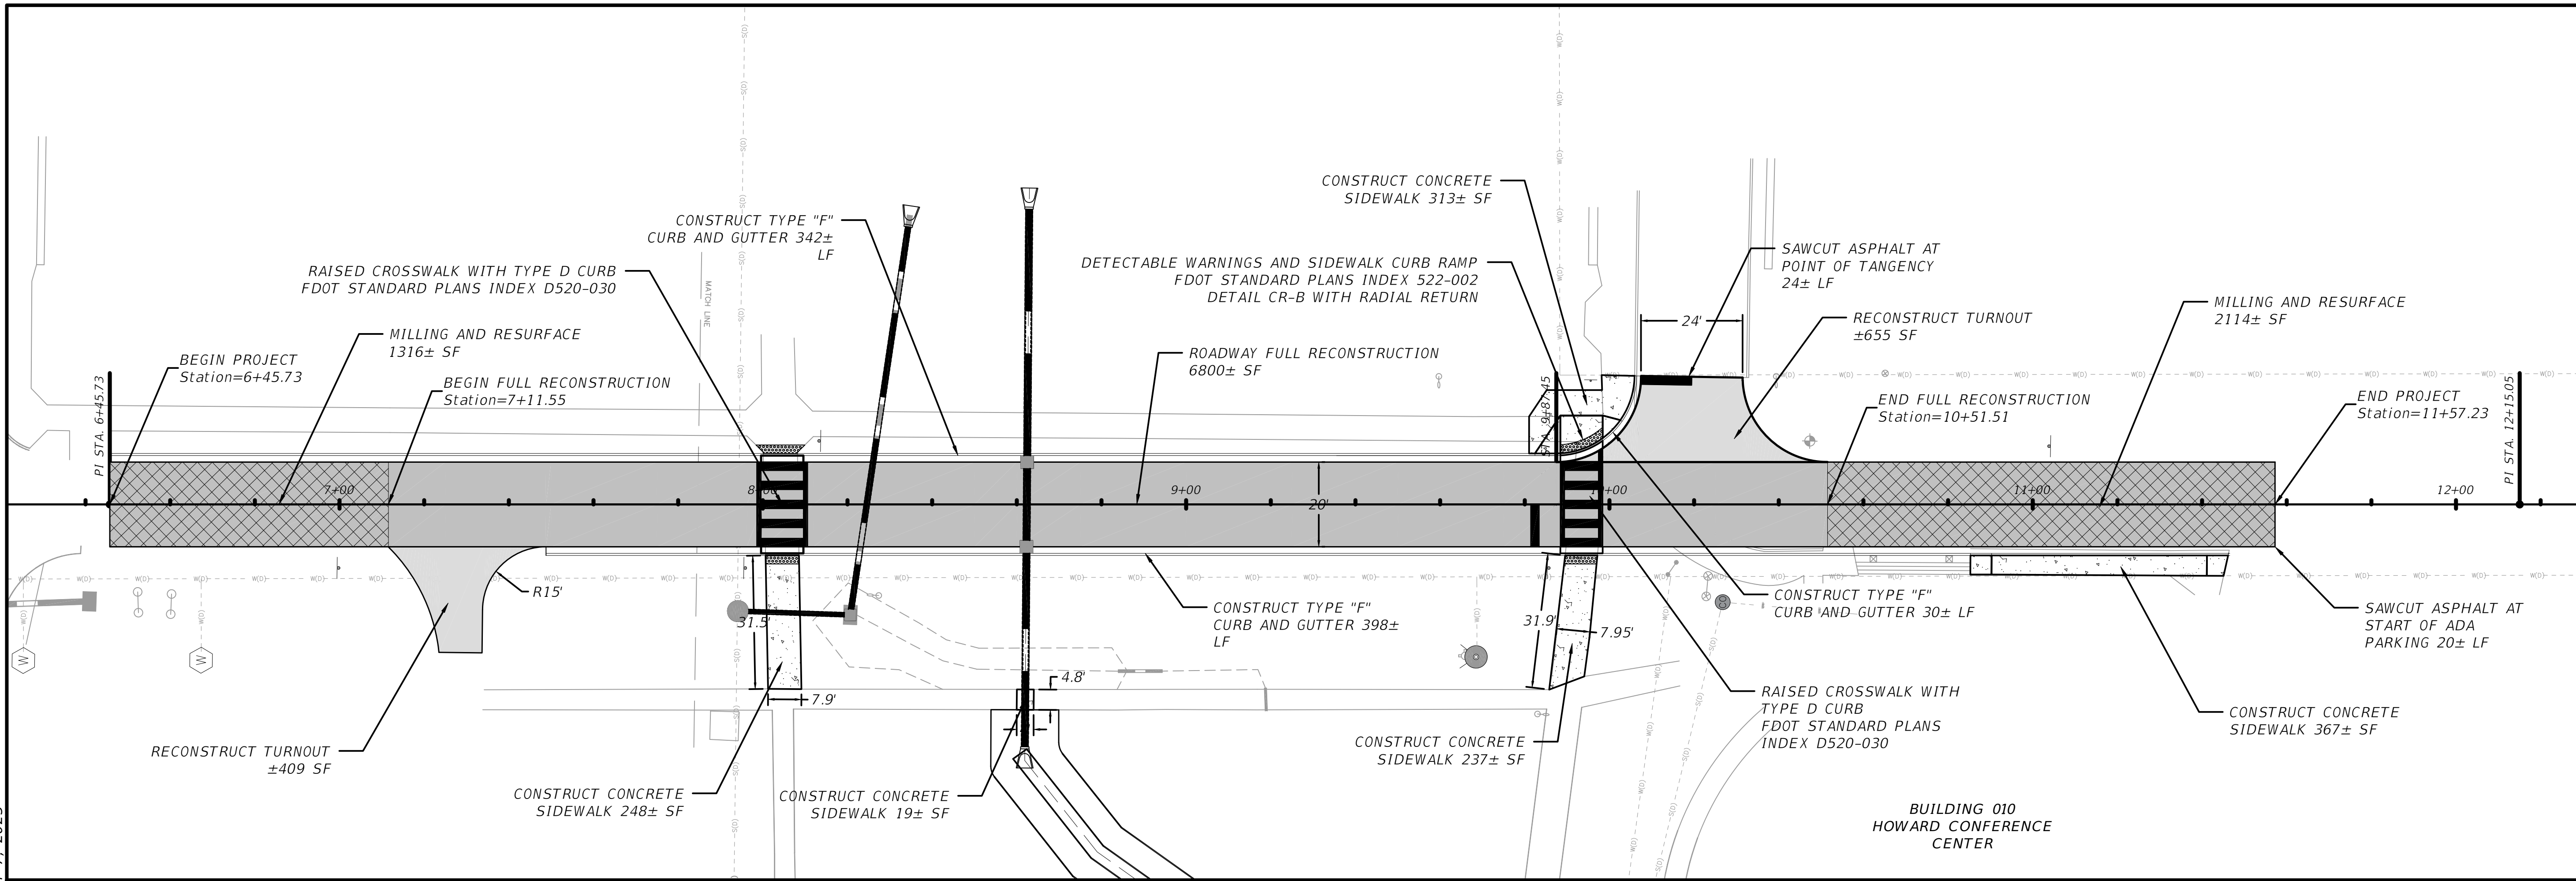 CONSTRUCT CONCRETE
SIDEWALK 313± SF
CONSTRUCT TYPE "F"
CURB AND GUTTER 342±
LF
SAWCUT ASPHALT AT
POINT OF TANGENCY
24± LF
RAISED CROSSWALK WITH TYPE D CURB
FDOT STANDARD PLANS INDEX D520-030
DETECTABLE WARNINGS AND SIDEWALK CURB RAMP
FDOT STANDARD PLANS INDEX 522-002
DETAIL CR-B WITH RADIAL RETURN
MATCH LINE
MILLING AND RESURFACE
1316± SF
24'
RECONSTRUCT TURNOUT
±655 SF
MILLING AND RESURFACE
2114± SF
BEGIN PROJECT
Station=6+45.73
BEGIN FULL RECONSTRUCTION
Station=7+11.55
ROADWAY FULL RECONSTRUCTION
6800± SF
END FULL RECONSTRUCTION
Station=10+51.51
END PROJECT
Station=11+57.23
PI STA. 6+45.73
STA. 9+87.45
PI STA. 12+15.05
7+00
8+00
9+00
10+00
11+00
12+00
20'
R15'
31.5'
7.9'
4.8'
31.9'
7.95'
CONSTRUCT TYPE "F"
CURB AND GUTTER 398±
LF
CONSTRUCT TYPE "F"
CURB AND GUTTER 30± LF
SAWCUT ASPHALT AT
START OF ADA
PARKING 20± LF
W
W
CO
RAISED CROSSWALK WITH
TYPE D CURB
FDOT STANDARD PLANS
INDEX D520-030
CONSTRUCT CONCRETE
SIDEWALK 367± SF
RECONSTRUCT TURNOUT
±409 SF
CONSTRUCT CONCRETE
SIDEWALK 237± SF
CONSTRUCT CONCRETE
SIDEWALK 248± SF
CONSTRUCT CONCRETE
SIDEWALK 19± SF
BUILDING 010
HOWARD CONFERENCE
CENTER
W(D)
S(D)